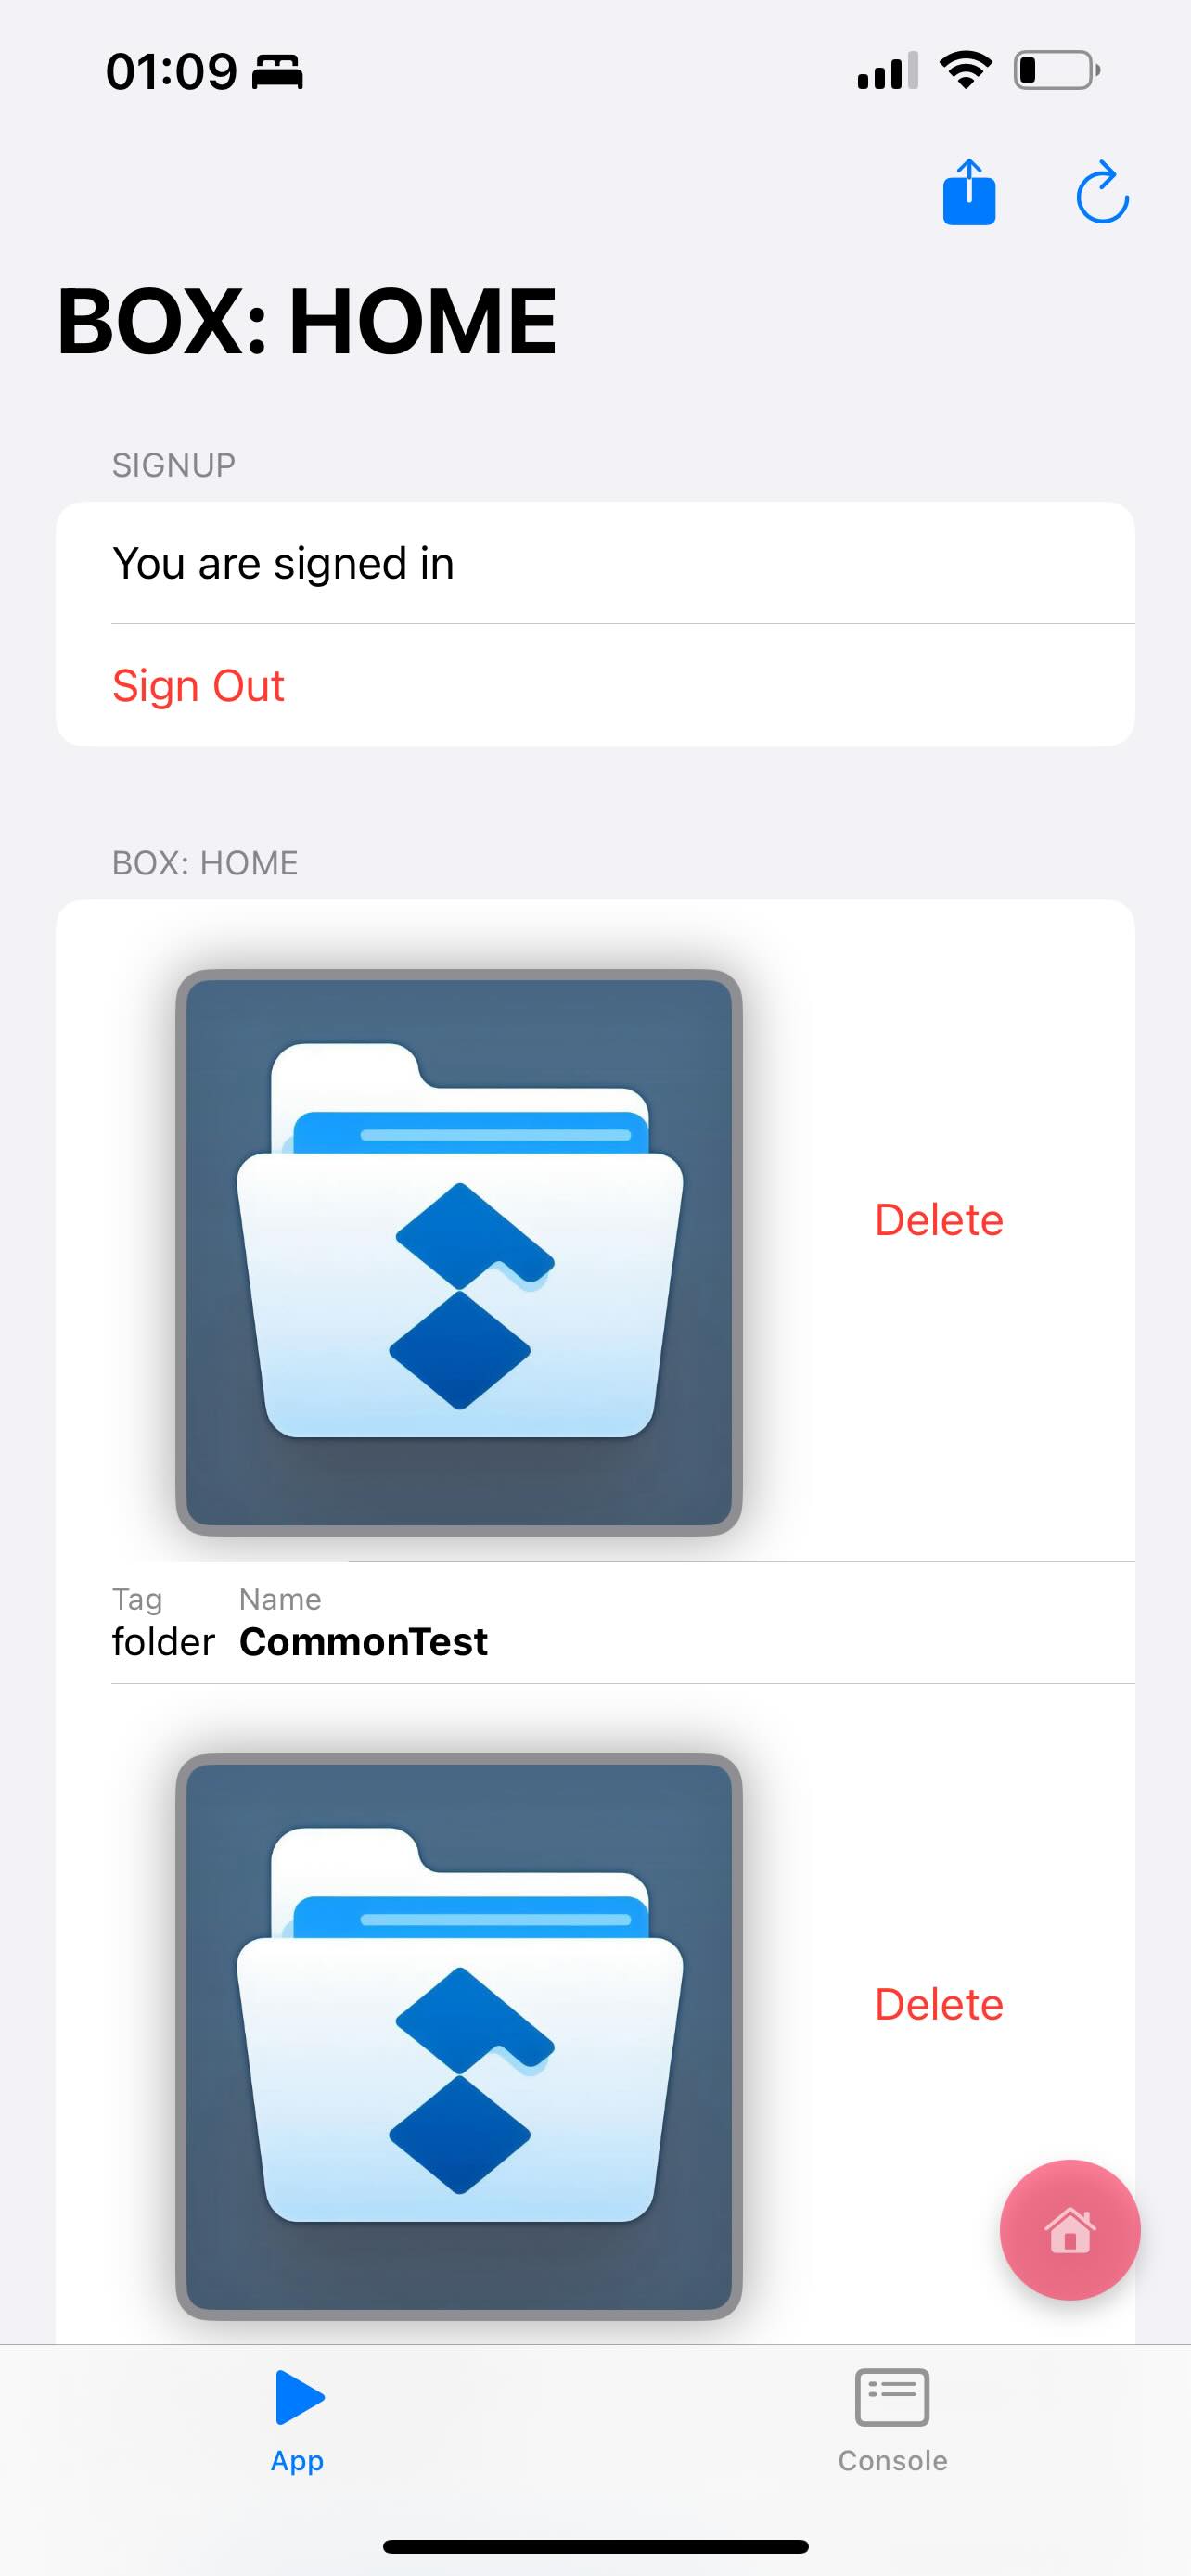 01:09
BOX: HOME
SIGNUP
You are signed in
Sign Out
BOX: HOME
Delete
Tag Name
folder CommonTest
Delete
App Console